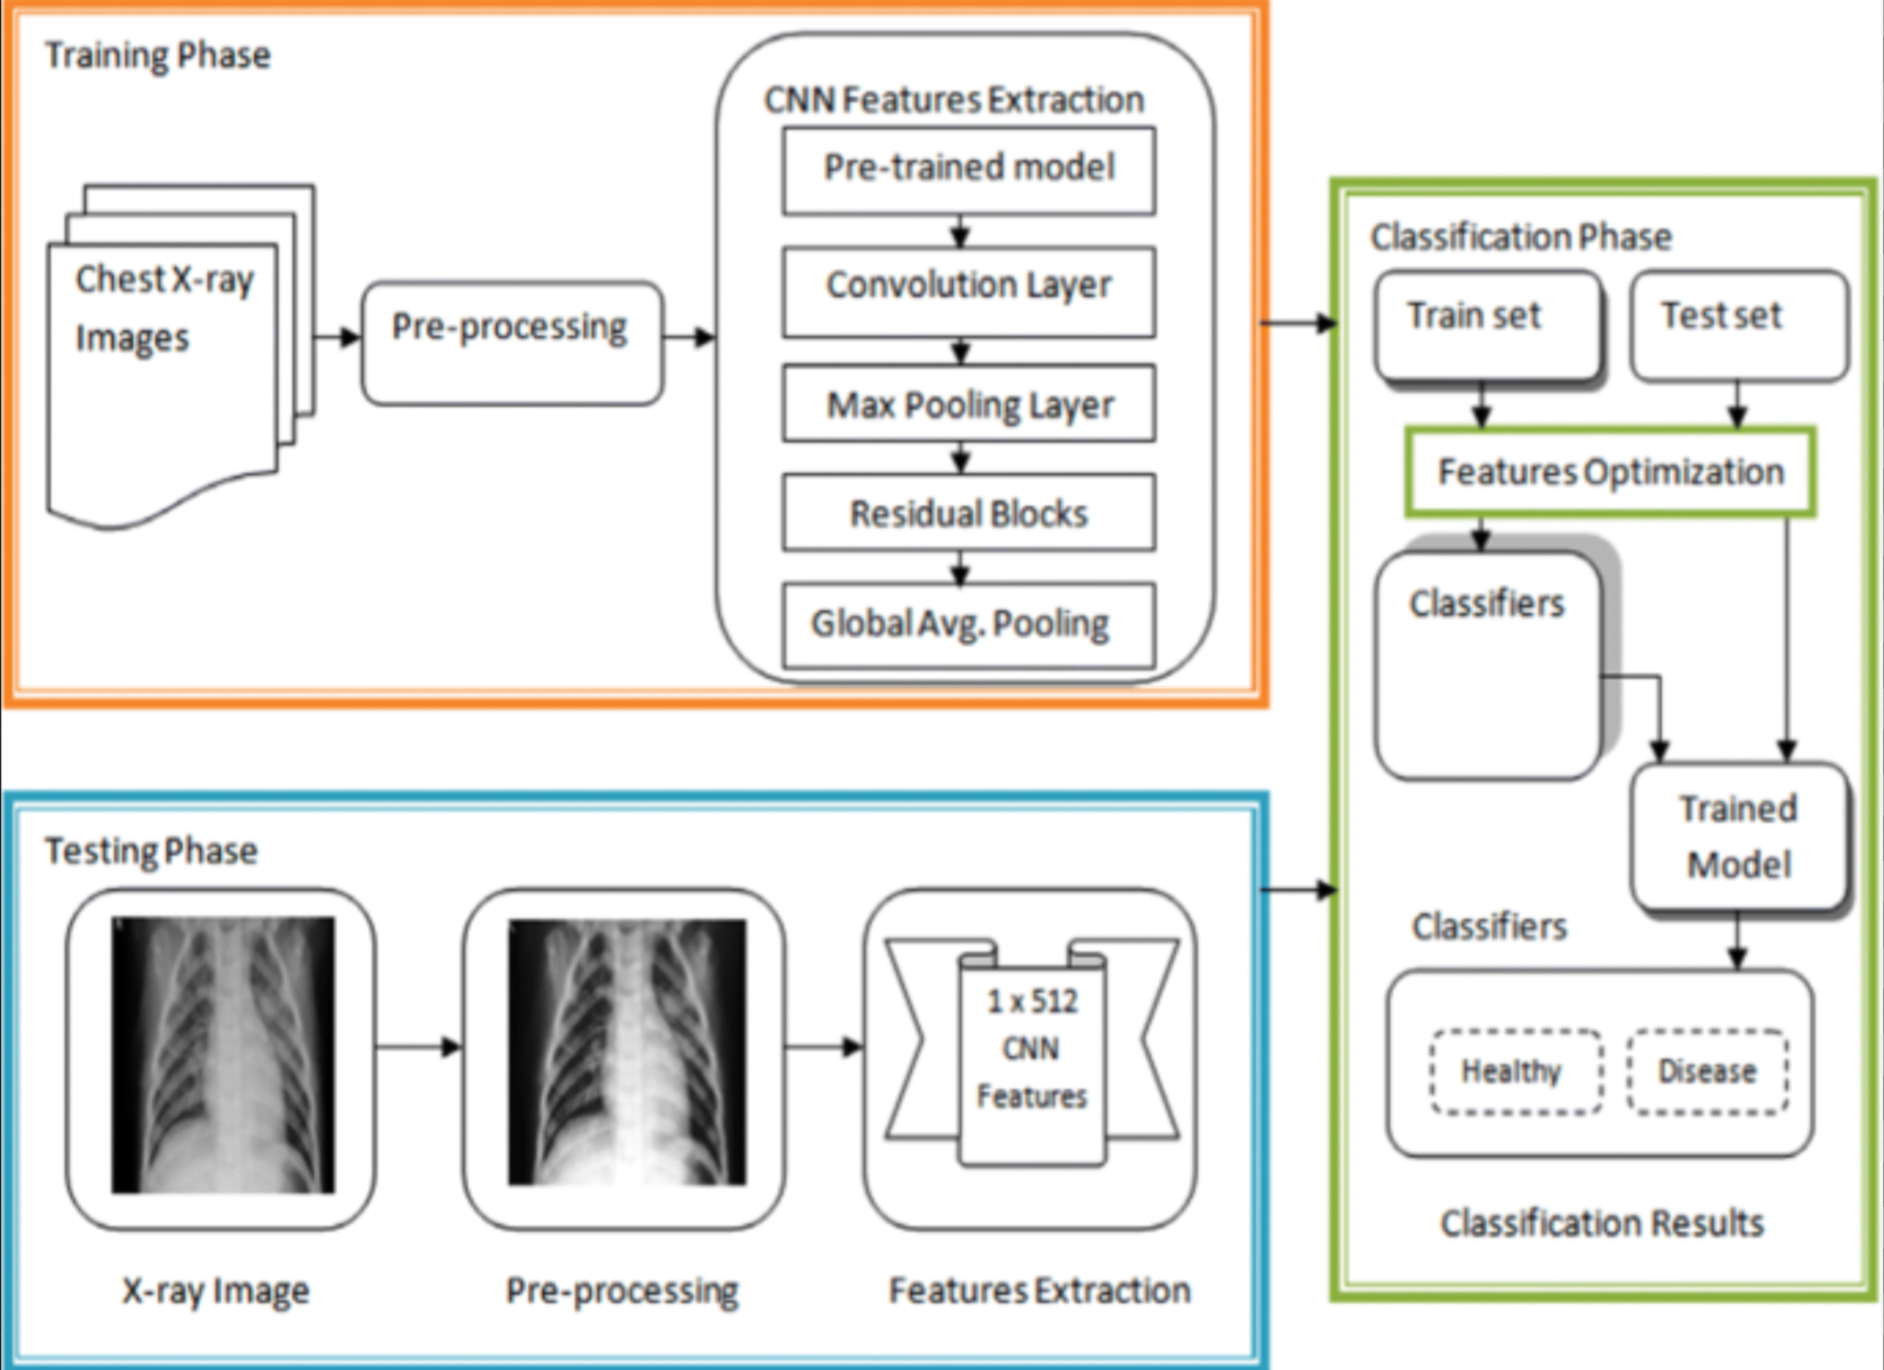 Training Phase
CNN Features Extraction
Pre-trained model
Convolution Layer
Max Pooling Layer
Residual Blocks
Global Avg. Pooling
Chest X-ray
Images
Pre-processing
Testing Phase
1 x 512
CNN
Features
X-ray Image
Pre-processing
Features Extraction
Classification Phase
Train set
Test set
Features Optimization
Classifiers
Trained
Model
Classifiers
Healthy
Disease
Classification Results